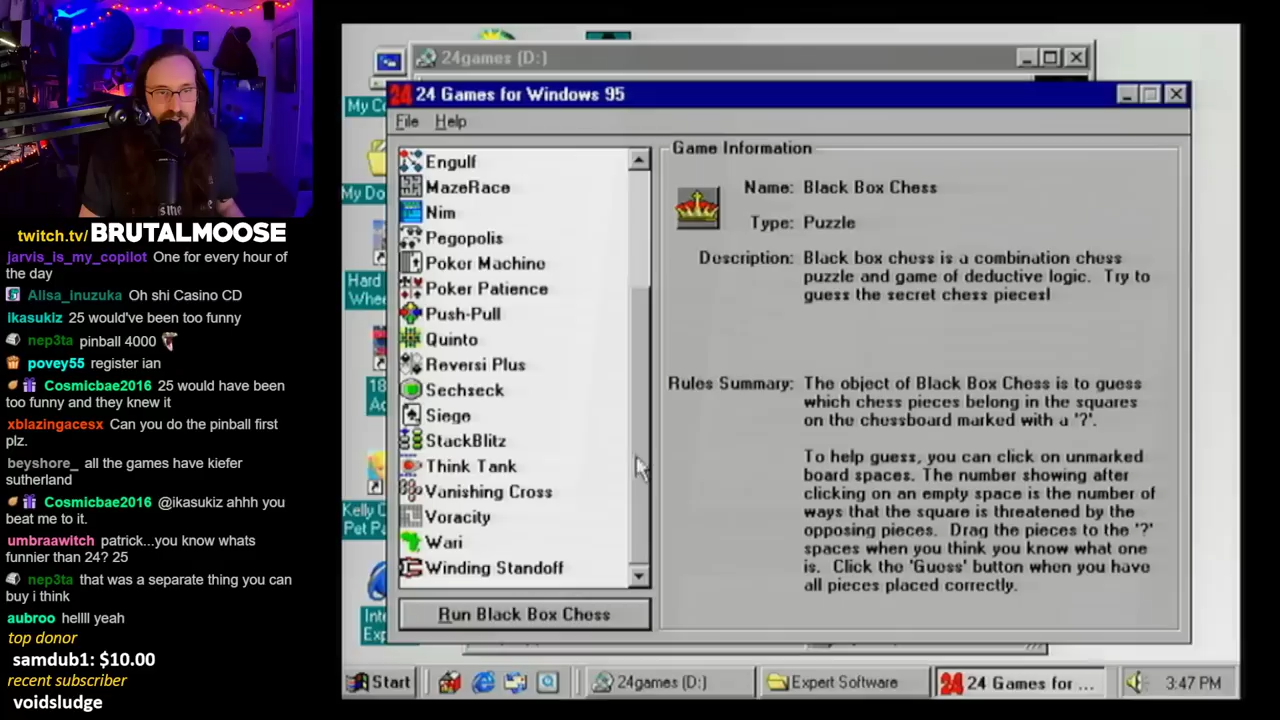 twitch.tv/BRUTALMOOSE
jarvis_is_my_copilot One for every hour of
the day
Alisa_inuzuka Oh shi Casino CD
ikasukiz 25 would've been too funny
nep3ta pinball 4000
povey55 register ian
Cosmicbae2016 25 would have been
too funny and they knew it
xblazingacesx Can you do the pinball first
plz.
beyshore_ all the games have kiefer
sutherland
Cosmicbae2016 @ikasukiz ahhh you
beat me to it.
umbraawitch patrick...you know whats
funnier than 24? 25
nep3ta that was a separate thing you can
buy i think
aubroo hellll yeah
top donor
samdub1: $10.00
recent subscriber
voidsludge
24games (D:)
24 Games for Windows 95
File Help
Engulf
MazeRace
Nim
Pegopolis
Poker Machine
Poker Patience
Push-Pull
Quinto
Reversi Plus
Sechseck
Siege
StackBlitz
Think Tank
Vanishing Cross
Voracity
Wari
Winding Standoff
Run Black Box Chess
Game Information
Name: Black Box Chess
Type: Puzzle
Description: Black box chess is a combination chess
puzzle and game of deductive logic. Try to
guess the secret chess pieces!
Rules Summary: The object of Black Box Chess is to guess
which chess pieces belong in the squares
on the chessboard marked with a '?'.
To help guess, you can click on unmarked
board spaces. The number showing after
clicking on an empty space is the number of
ways that the square is threatened by the
opposing pieces. Drag the pieces to the '?'
spaces when you think you know what one
is. Click the 'Guess' button when you have
all pieces placed correctly.
My Co
My Do
Hard
Whee
18
Ac
Kelly C
Pet Pa
Inte
Exp
Start
24games (D:)
Expert Software
24 Games for ...
3:47 PM